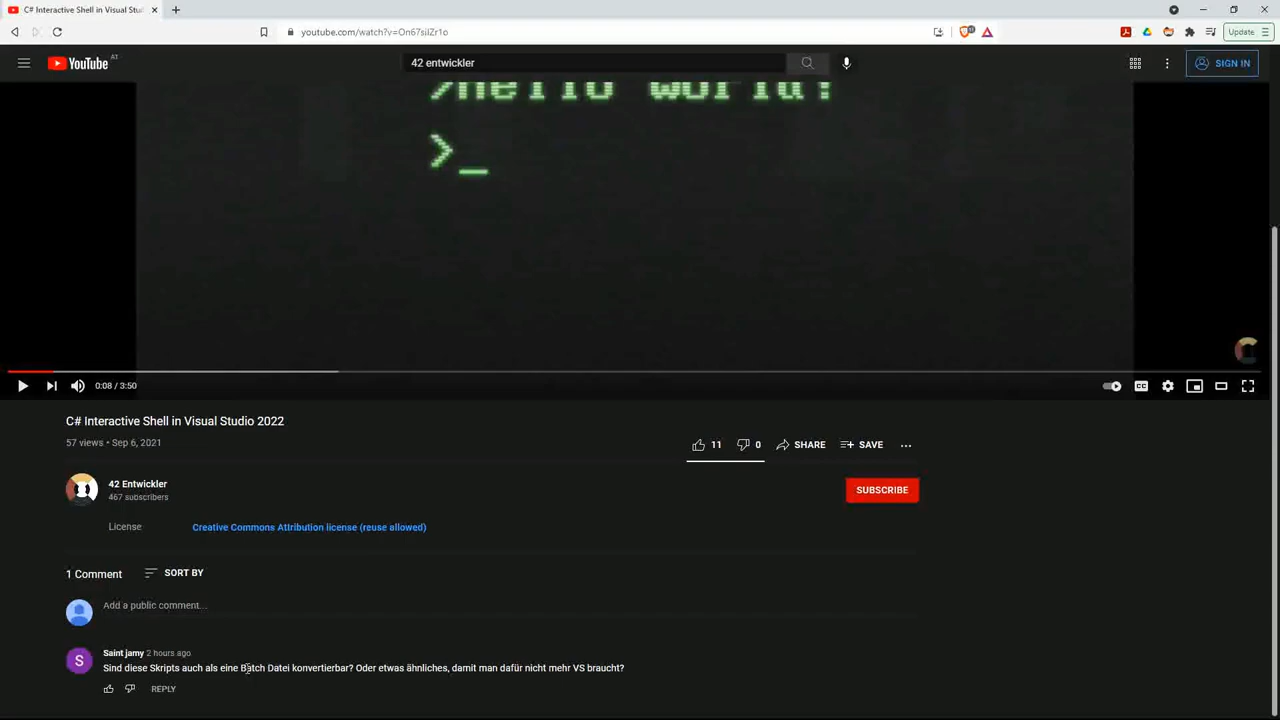 C# Interactive Shell in Visual Stu
youtube.com/watch?v=On67siIZr1o
Update
YouTube AT
42 entwickler
SIGN IN
>hello world!
>_
0:08 / 3:50
C# Interactive Shell in Visual Studio 2022
57 views • Sep 6, 2021
11
0
SHARE
SAVE
42 Entwickler
467 subscribers
SUBSCRIBE
License
Creative Commons Attribution license (reuse allowed)
1 Comment
SORT BY
Add a public comment...
S
Saint jamy 2 hours ago
Sind diese Skripts auch als eine Batch Datei konvertierbar? Oder etwas ähnliches, damit man dafür nicht mehr VS braucht?
REPLY